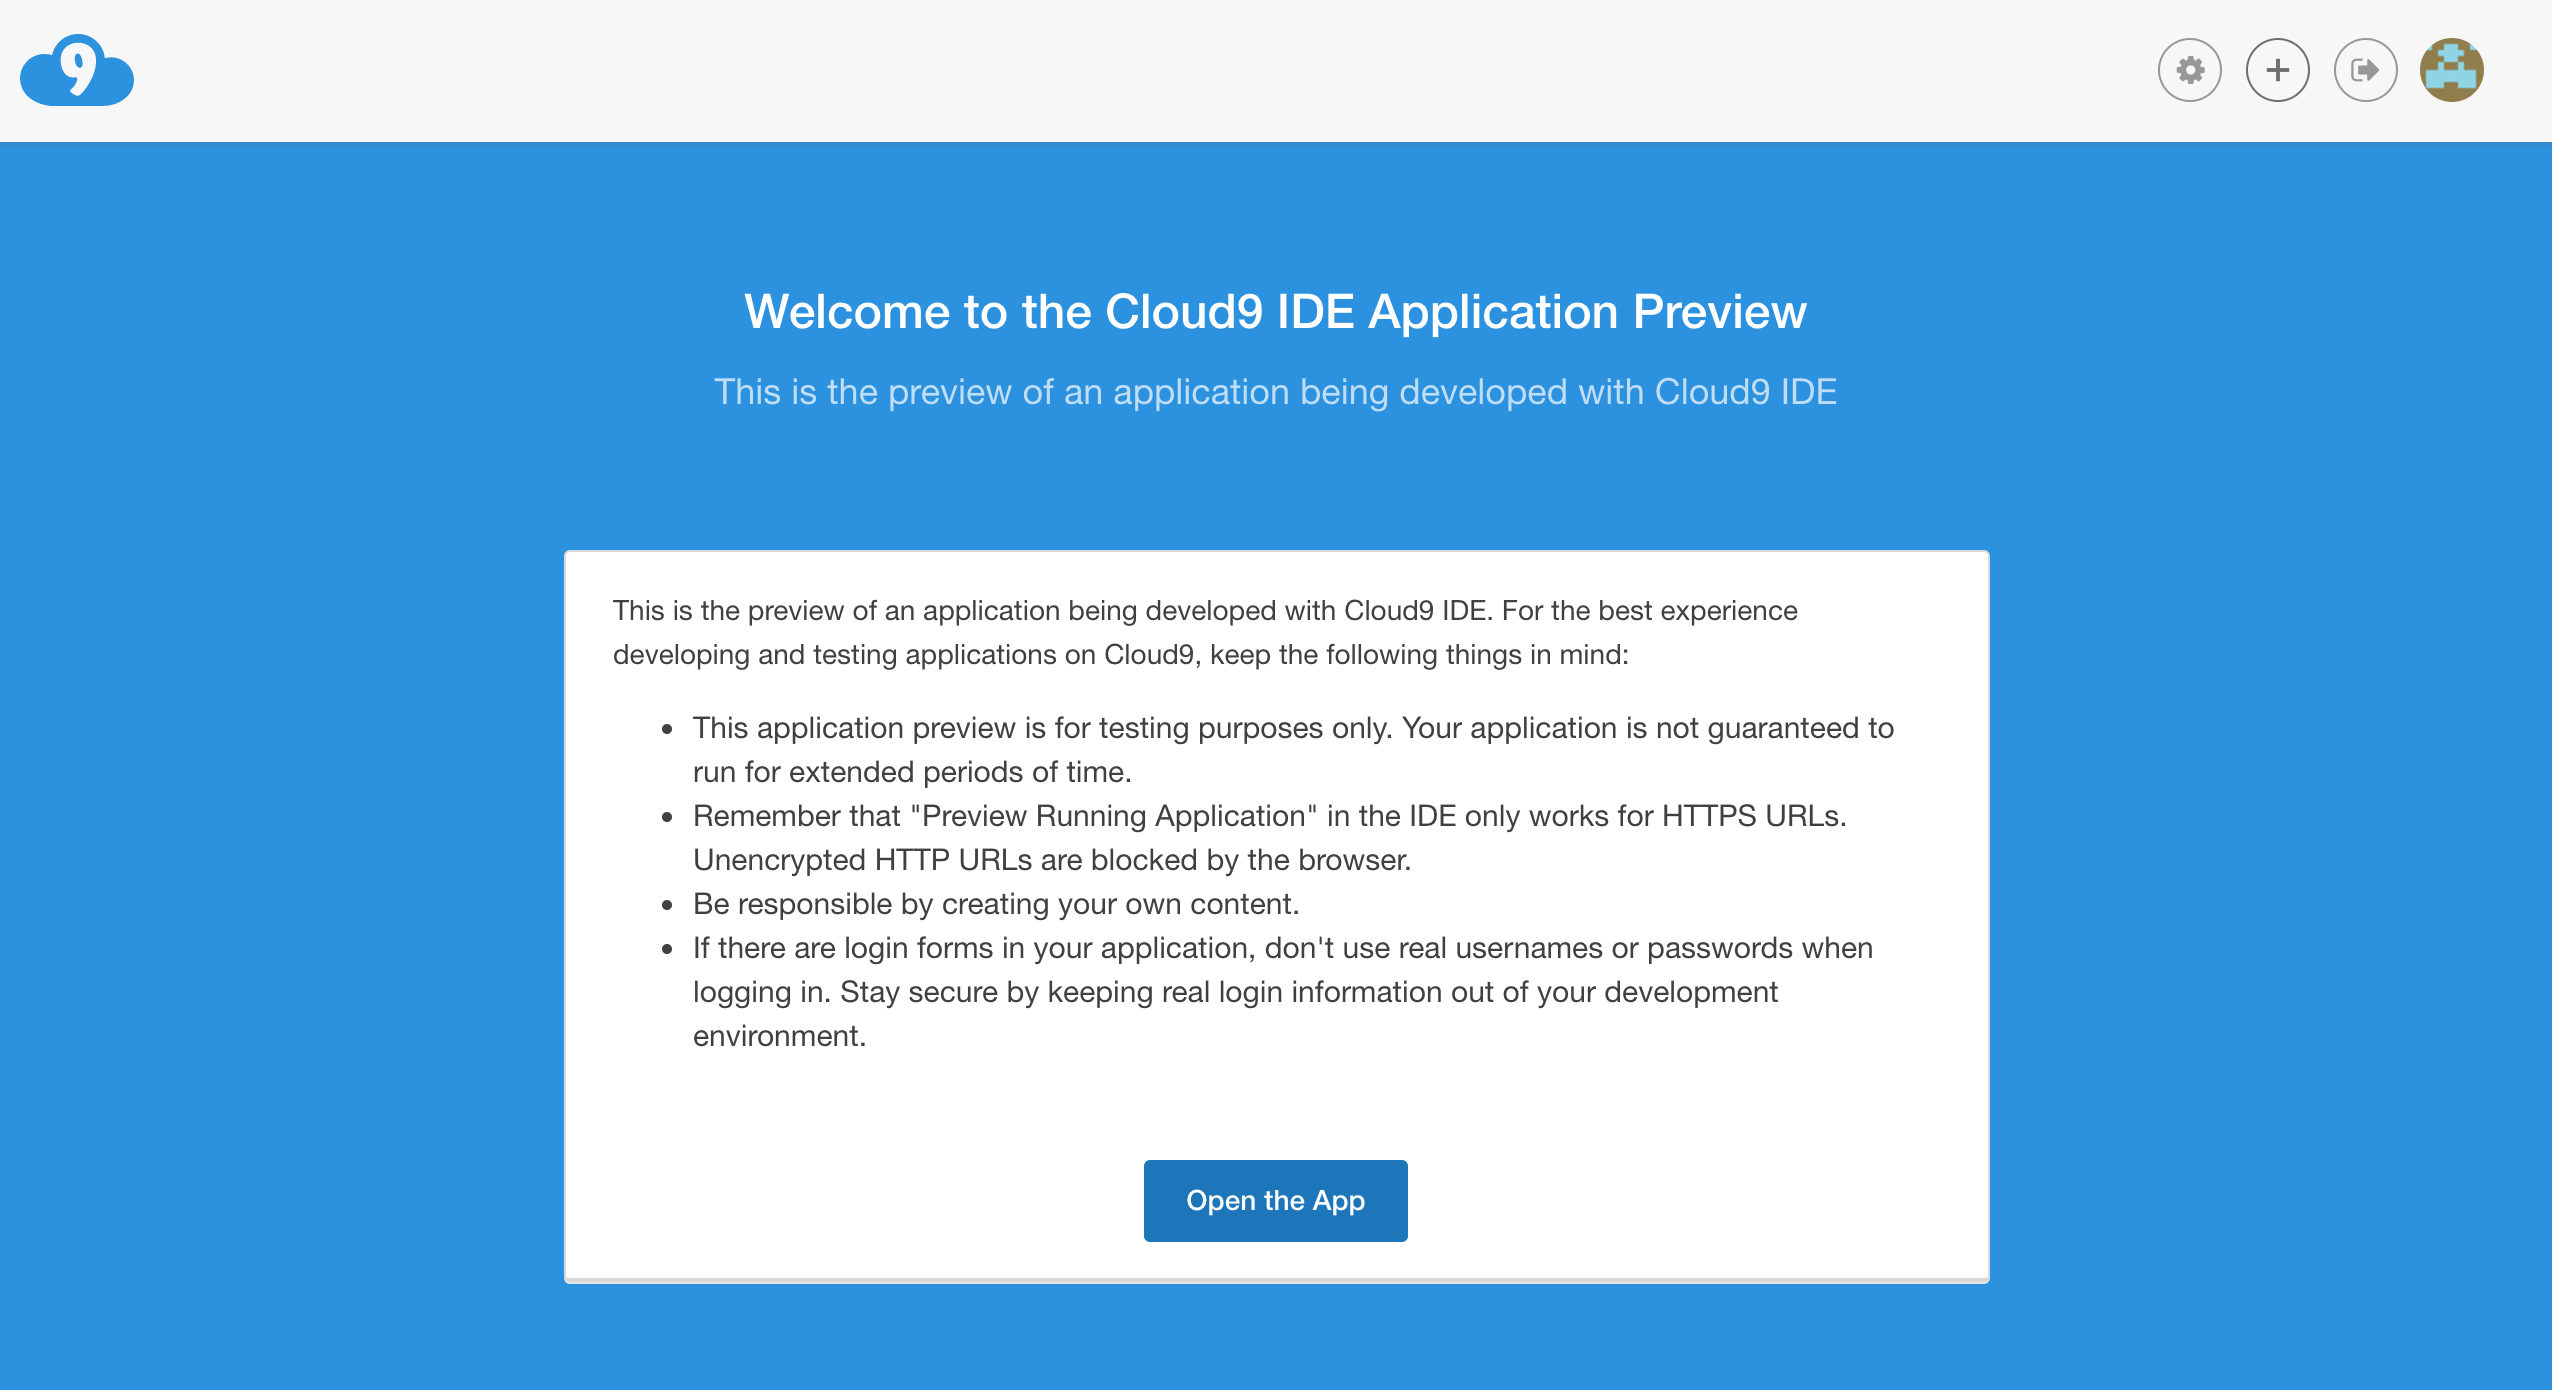 9
Welcome to the Cloud9 IDE Application Preview
This is the preview of an application being developed with Cloud9 IDE
This is the preview of an application being developed with Cloud9 IDE. For the best experience
developing and testing applications on Cloud9, keep the following things in mind:
This application preview is for testing purposes only. Your application is not guaranteed to
run for extended periods of time.
Remember that "Preview Running Application" in the IDE only works for HTTPS URLs.
Unencrypted HTTP URLs are blocked by the browser.
Be responsible by creating your own content.
If there are login forms in your application, don't use real usernames or passwords when
logging in. Stay secure by keeping real login information out of your development
environment.
Open the App